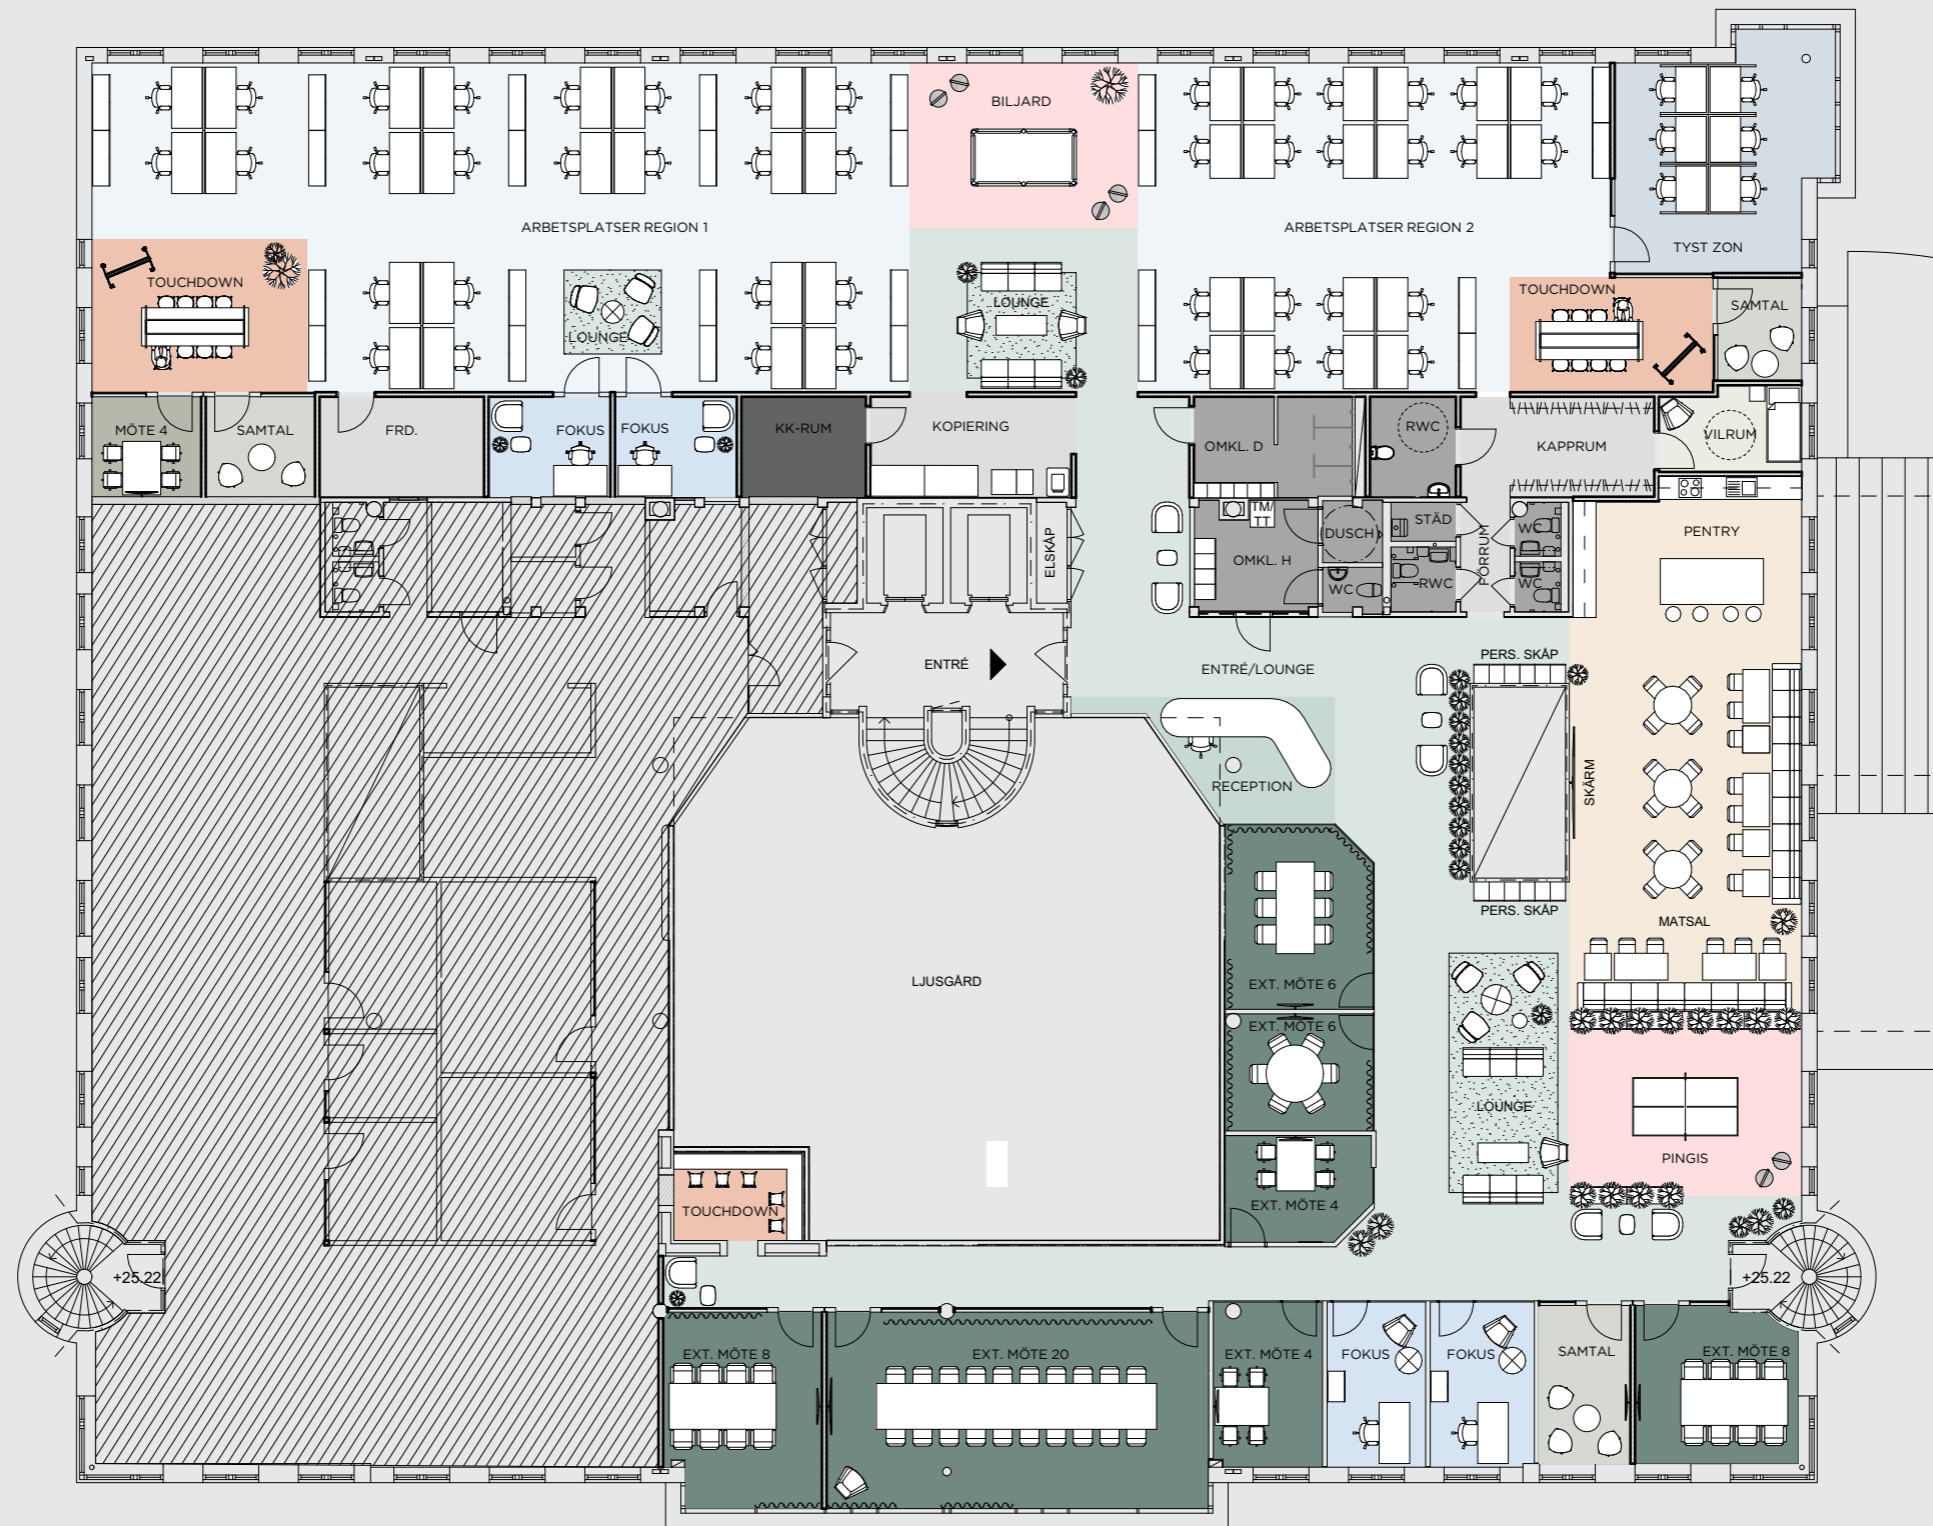 BILJARD
ARBETSPLATSER REGION 1
ARBETSPLATSER REGION 2
TYST ZON
TOUCHDOWN
LOUNGE
LOUNGE
TOUCHDOWN
SAMTAL
MÖTE 4
SAMTAL
FRD.
FOKUS
FOKUS
KK-RUM
KOPIERING
OMKL. D
RWC
KAPPRUM
VILRUM
ELSKÅP
TM/
TT
DUSCH
STÄD
FÖRRUM
WC
PENTRY
OMKL. H
WC
RWC
WC
ENTRÉ
ENTRÉ/LOUNGE
PERS. SKÅP
RECEPTION
SKÄRM
PERS. SKÅP
MATSAL
LJUSGÅRD
EXT. MÖTE 6
EXT. MÖTE 6
LOUNGE
PINGIS
EXT. MÖTE 4
TOUCHDOWN
+25.22
+25.22
EXT. MÖTE 8
EXT. MÖTE 20
EXT. MÖTE 4
FOKUS
FOKUS
SAMTAL
EXT. MÖTE 8